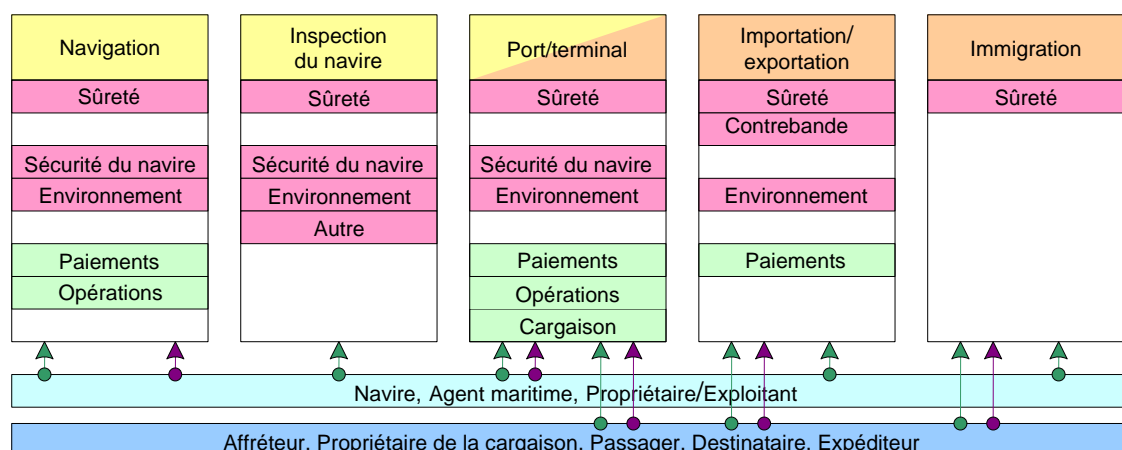 Navigation
Sûreté
Sécurité du navire
Environnement
Paiements
Opérations
Inspection
du navire
Sûreté
Sécurité du navire
Environnement
Autre
Port/terminal
Sûreté
Sécurité du navire
Environnement
Paiements
Opérations
Cargaison
Importation/
exportation
Sûreté
Contrebande
Environnement
Paiements
Immigration
Sûreté
Navire, Agent maritime, Propriétaire/Exploitant
Affréteur, Propriétaire de la cargaison, Passager, Destinataire, Expéditeur